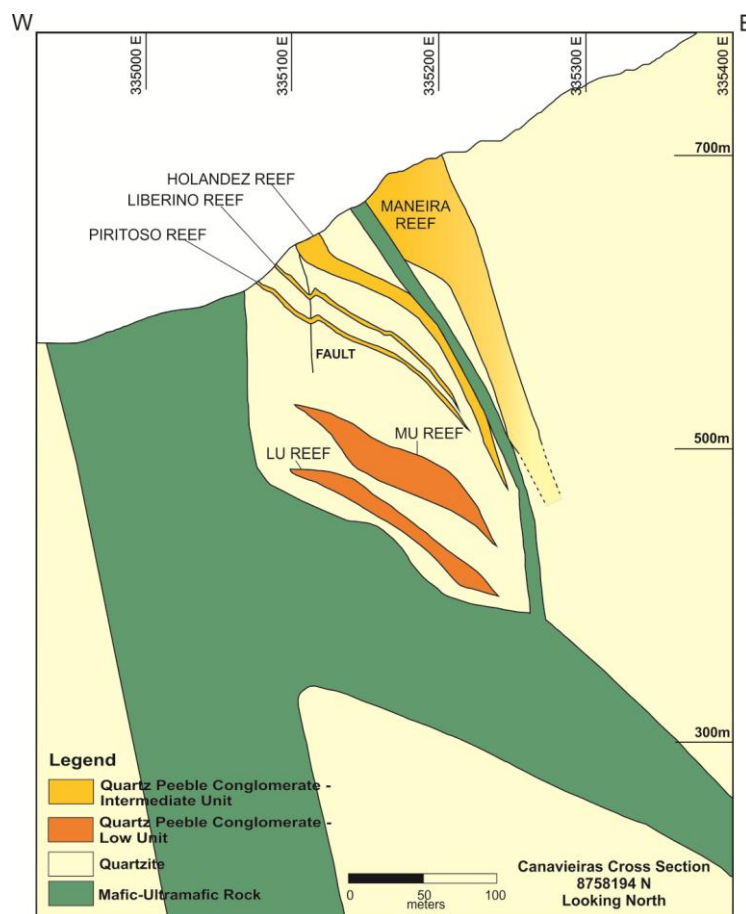 W
E
335000 E
335100 E
335200 E
335300 E
335400 E
700m
HOLANDEZ REEF
LIBERINO REEF
PIRITOSO REEF
MANEIRA
REEF
FAULT
500m
MU REEF
LU REEF
300m
Legend
Quartz Peeble Conglomerate -
Intermediate Unit
Quartz Peeble Conglomerate -
Low Unit
Quartzite
Mafic-Ultramafic Rock
0 50 100
meters
Canavieiras Cross Section
8758194 N
Looking North